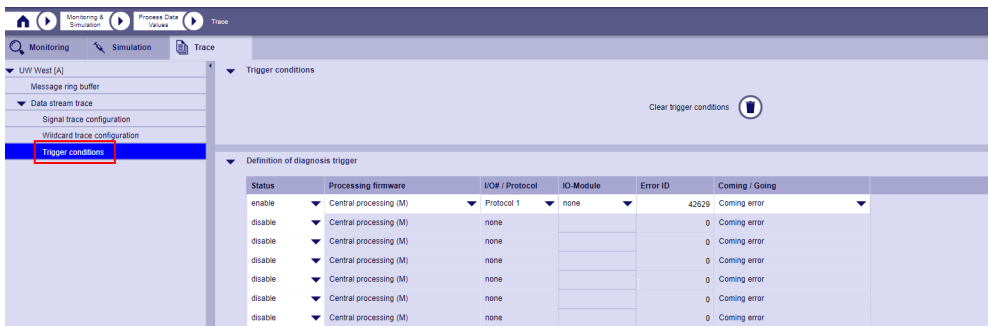 Monitoring & Simulation
Process Data Values
Trace
Monitoring
Simulation
Trace
UW West [A]
Message ring buffer
Data stream trace
Signal trace configuration
Wildcard trace configuration
Trigger conditions
Trigger conditions
Clear trigger conditions
Definition of diagnosis trigger
Status Processing firmware I/O# / Protocol IO-Module Error ID Coming / Going
enable Central processing (M) Protocol 1 none 42629 Coming error
disable Central processing (M) none 0 Coming error
disable Central processing (M) none 0 Coming error
disable Central processing (M) none 0 Coming error
disable Central processing (M) none 0 Coming error
disable Central processing (M) none 0 Coming error
disable Central processing (M) none 0 Coming error